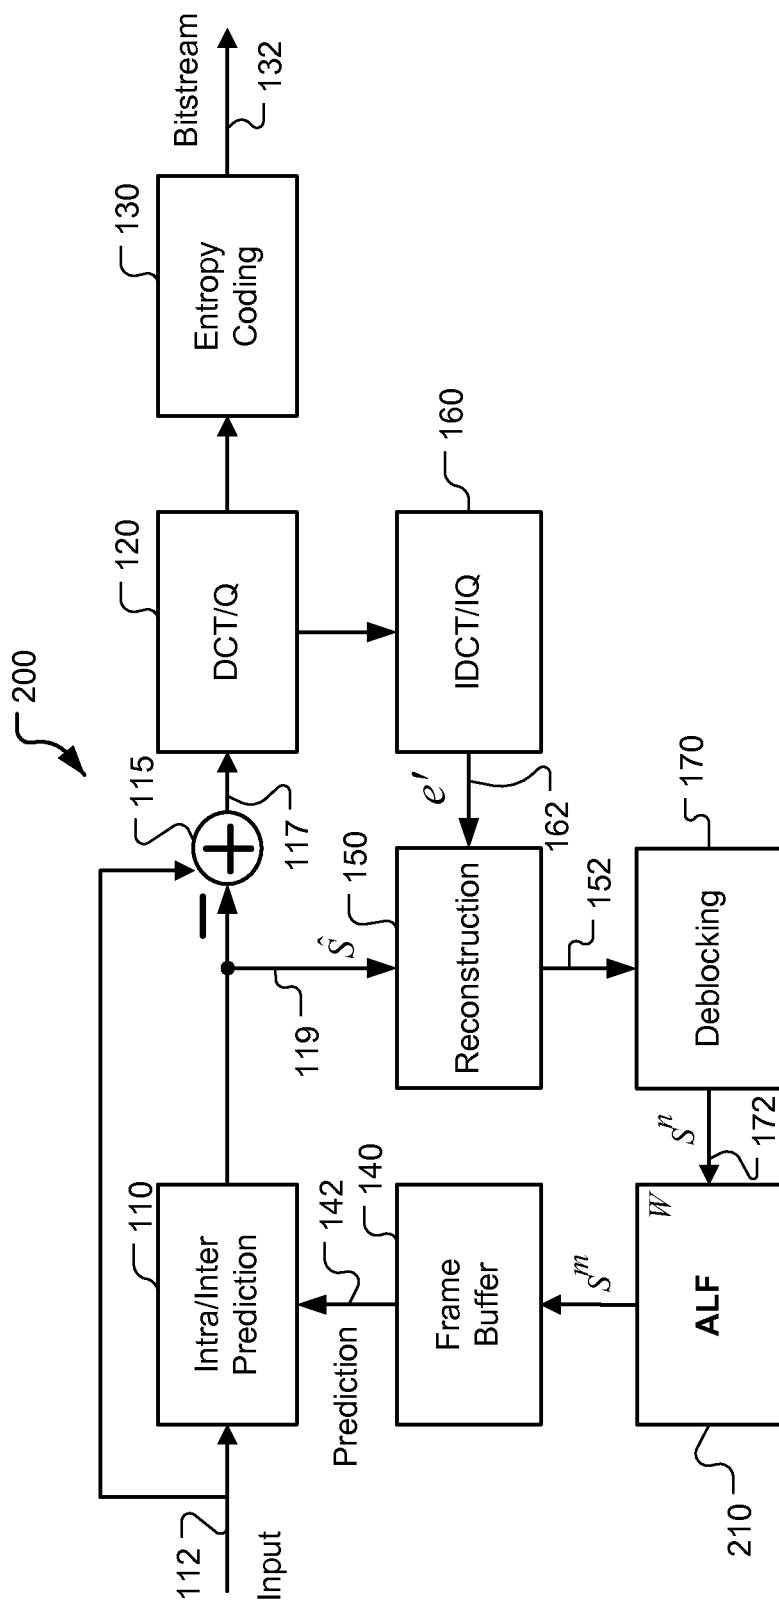 200
112
Input
110
Intra/Inter
Prediction
115
117
120
DCT/Q
130
Entropy
Coding
Bitstream
132
Prediction
142
140
Frame
Buffer
119
ŝ
150
Reconstruction
e'
162
160
IDCT/IQ
152
s^m
210
ALF
W
s^n
172
170
Deblocking